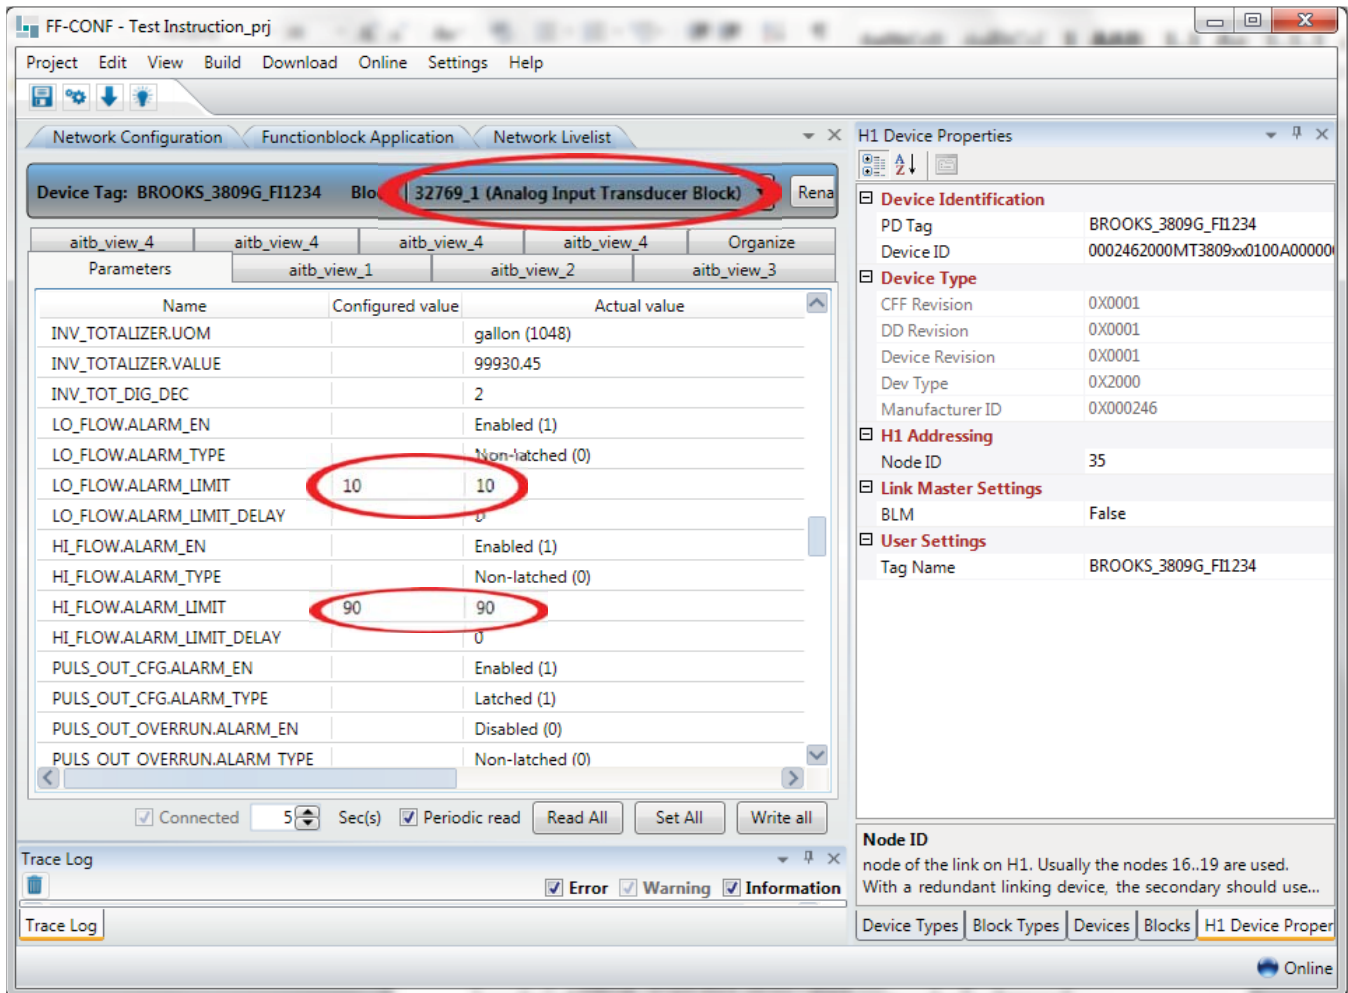 FF-CONF - Test Instruction_prj
Project Edit View Build Download Online Settings Help
Network Configuration Functionblock Application Network Livelist
Device Tag: BROOKS_3809G_FI1234 Bloc 32769_1 (Analog Input Transducer Block) Rena
aitb_view_4 aitb_view_4 aitb_view_4 aitb_view_4 Organize
Parameters aitb_view_1 aitb_view_2 aitb_view_3
Name Configured value Actual value
INV_TOTALIZER.UOM gallon (1048)
INV_TOTALIZER.VALUE 99930.45
INV_TOT_DIG_DEC 2
LO_FLOW.ALARM_EN Enabled (1)
LO_FLOW.ALARM_TYPE Non-latched (0)
LO_FLOW.ALARM_LIMIT 10 10
LO_FLOW.ALARM_LIMIT_DELAY 0
HI_FLOW.ALARM_EN Enabled (1)
HI_FLOW.ALARM_TYPE Non-latched (0)
HI_FLOW.ALARM_LIMIT 90 90
HI_FLOW.ALARM_LIMIT_DELAY 0
PULS_OUT_CFG.ALARM_EN Enabled (1)
PULS_OUT_CFG.ALARM_TYPE Latched (1)
PULS_OUT_OVERRUN.ALARM_EN Disabled (0)
PULS_OUT_OVERRUN.ALARM_TYPE Non-latched (0)
Connected 5 Sec(s) Periodic read Read All Set All Write all
Trace Log
Error Warning Information
Trace Log
H1 Device Properties
Device Identification
PD Tag BROOKS_3809G_FI1234
Device ID 0002462000MT3809xx0100A000000
Device Type
CFF Revision 0X0001
DD Revision 0X0001
Device Revision 0X0001
Dev Type 0X2000
Manufacturer ID 0X000246
H1 Addressing
Node ID 35
Link Master Settings
BLM False
User Settings
Tag Name BROOKS_3809G_FI1234
Node ID
node of the link on H1. Usually the nodes 16..19 are used.
With a redundant linking device, the secondary should use...
Device Types Block Types Devices Blocks H1 Device Proper
Online